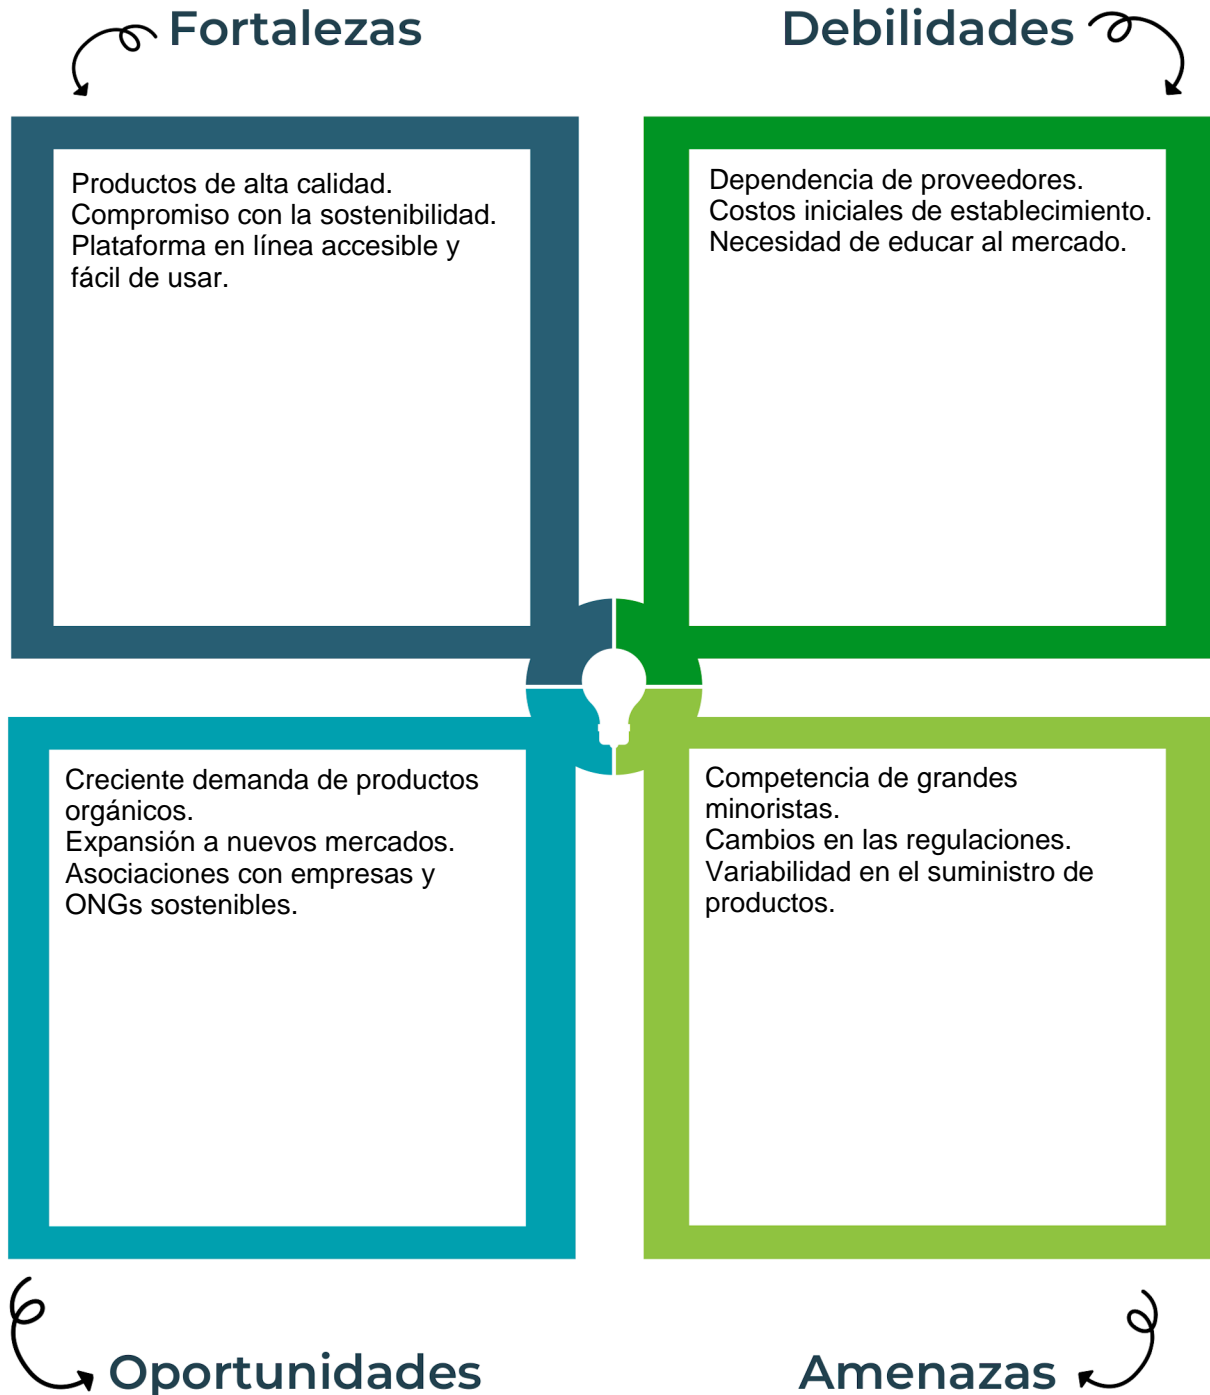 Fortalezas
Debilidades
Productos de alta calidad.
Compromiso con la sostenibilidad.
Plataforma en línea accesible y
fácil de usar.
Dependencia de proveedores.
Costos iniciales de establecimiento.
Necesidad de educar al mercado.
Creciente demanda de productos
orgánicos.
Expansión a nuevos mercados.
Asociaciones con empresas y
ONGs sostenibles.
Competencia de grandes
minoristas.
Cambios en las regulaciones.
Variabilidad en el suministro de
productos.
Oportunidades
Amenazas